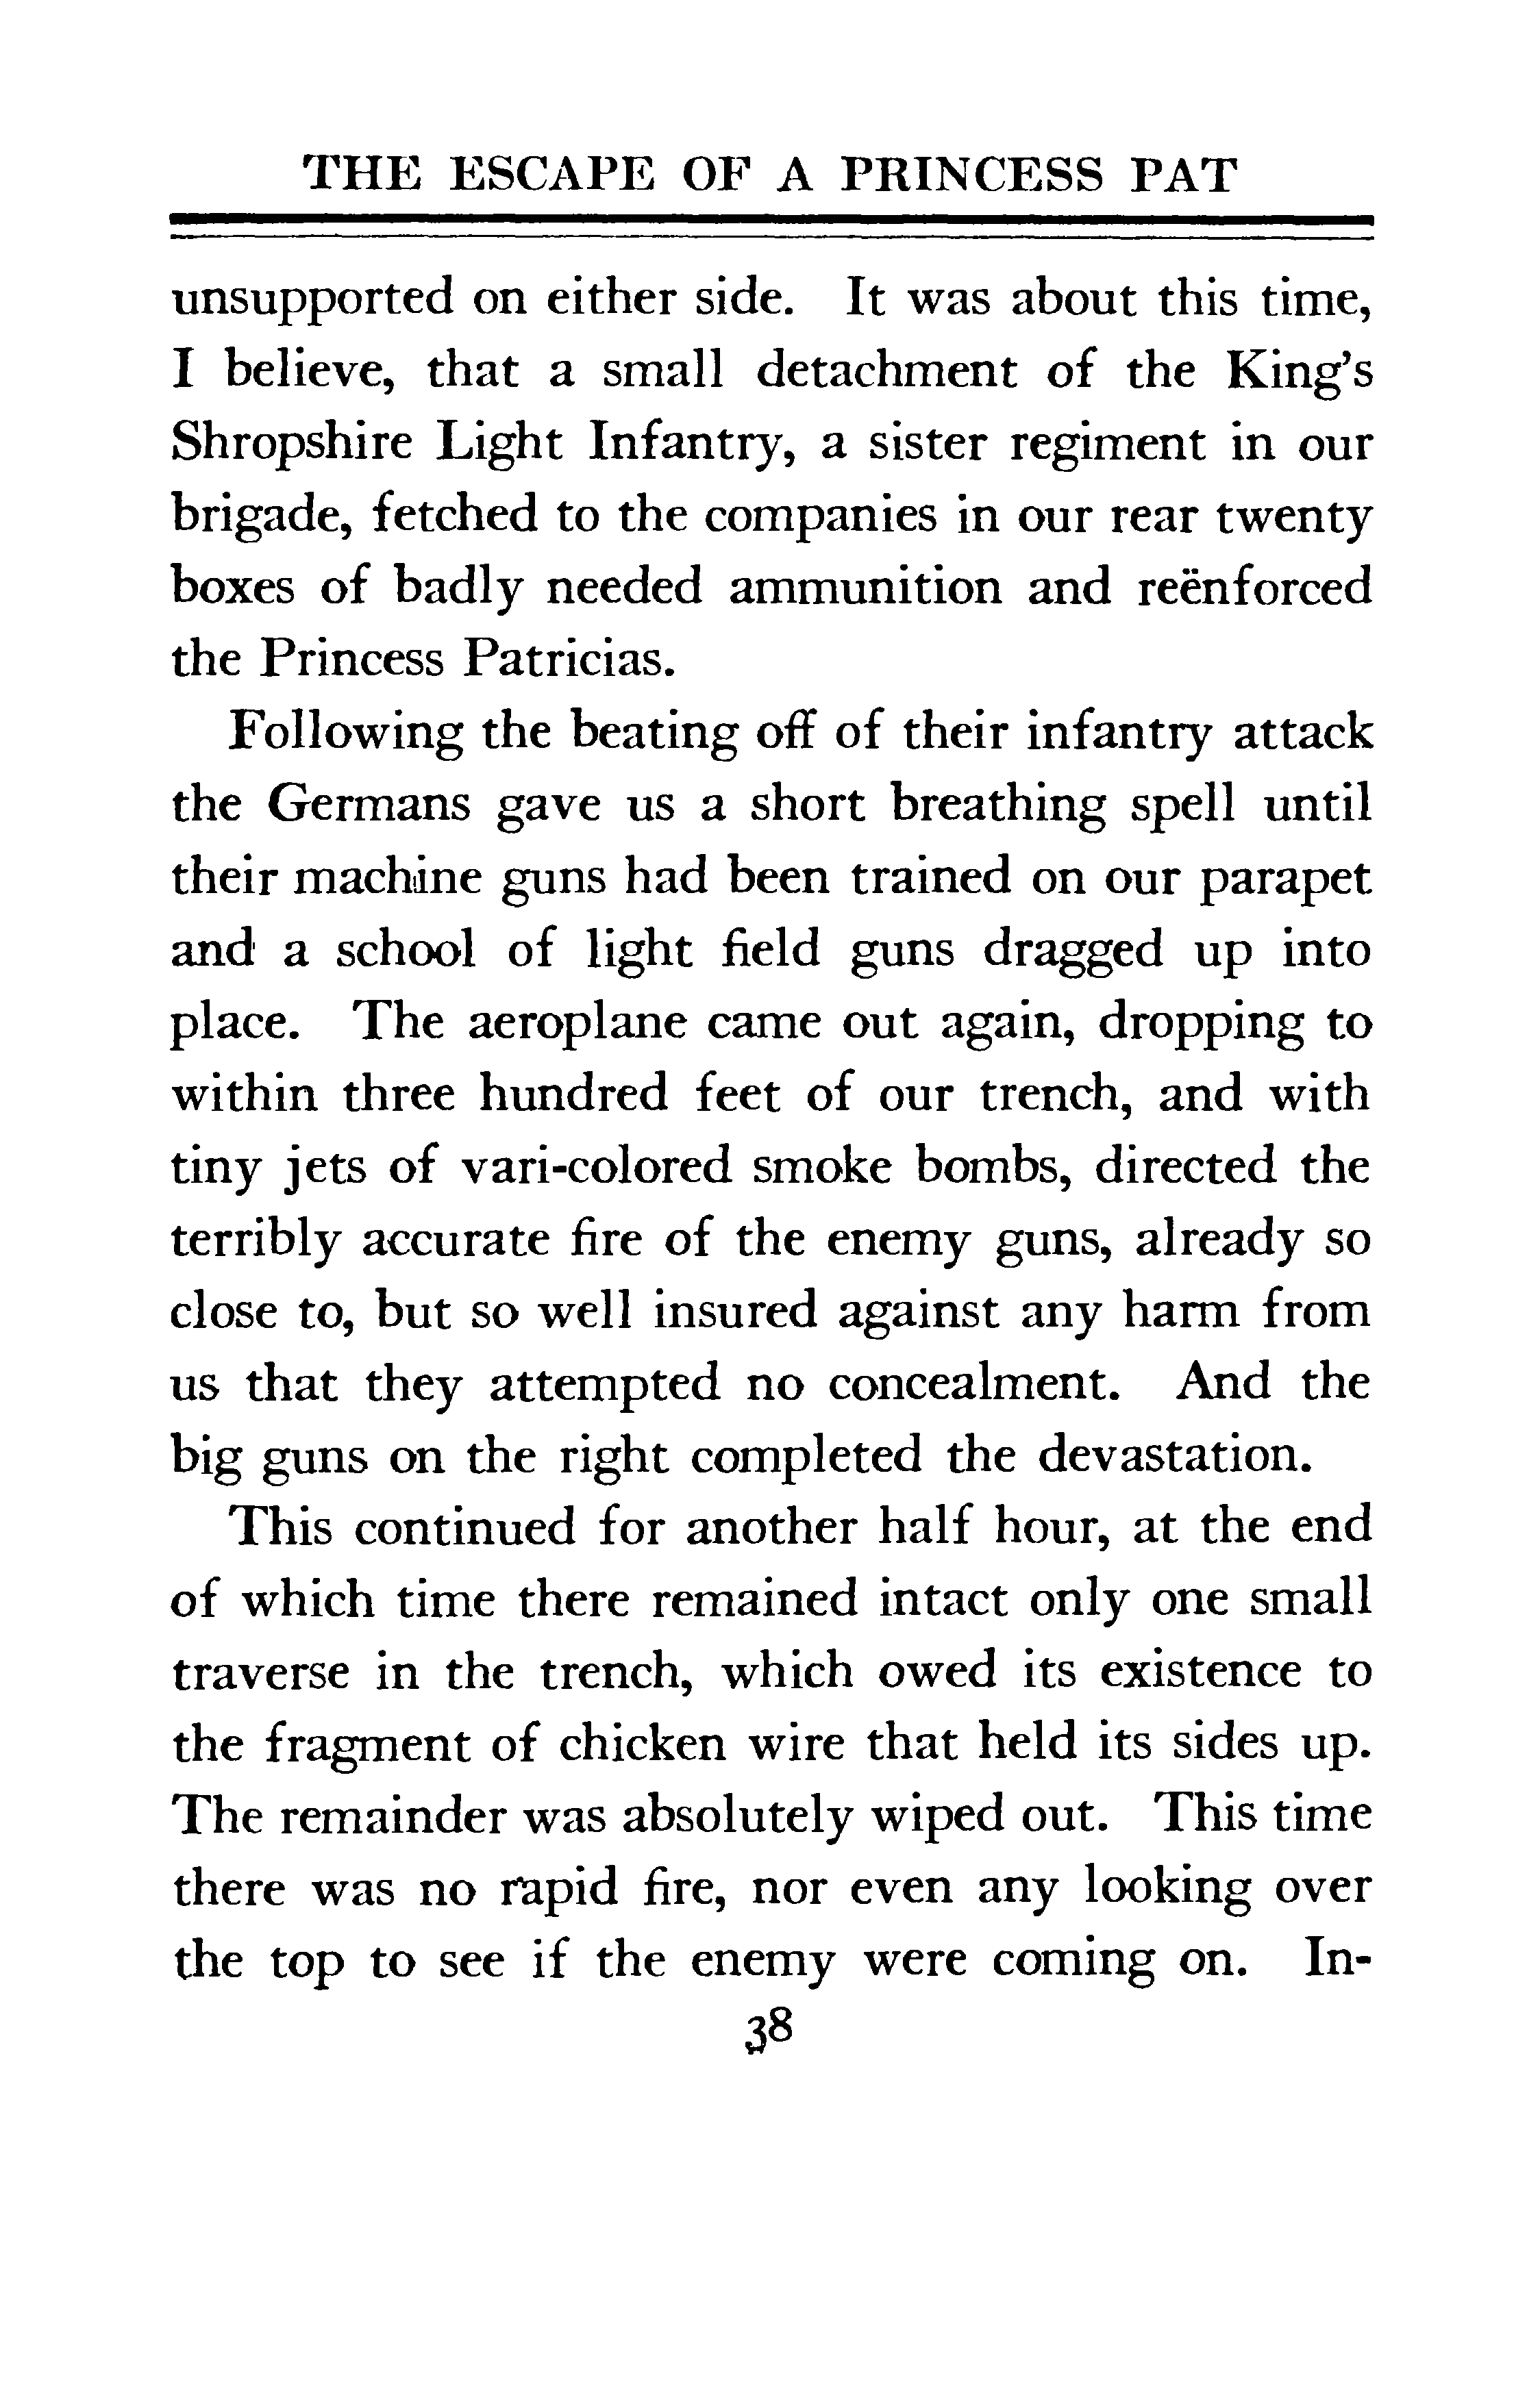 THE ESCAPE OF A PRINCESS PAT
unsupported on either side. It was about this time,
I believe, that a small detachment of the King's
Shropshire Light Infantry, a sister regiment in our
brigade, fetched to the companies in our rear twenty
boxes of badly needed ammunition and reënforced
the Princess Patricias.
Following the beating off of their infantry attack
the Germans gave us a short breathing spell until
their machine guns had been trained on our parapet
and a school of light field guns dragged up into
place. The aeroplane came out again, dropping to
within three hundred feet of our trench, and with
tiny jets of vari-colored smoke bombs, directed the
terribly accurate fire of the enemy guns, already so
close to, but so well insured against any harm from
us that they attempted no concealment. And the
big guns on the right completed the devastation.
This continued for another half hour, at the end
of which time there remained intact only one small
traverse in the trench, which owed its existence to
the fragment of chicken wire that held its sides up.
The remainder was absolutely wiped out. This time
there was no rapid fire, nor even any looking over
the top to see if the enemy were coming on. In-
38